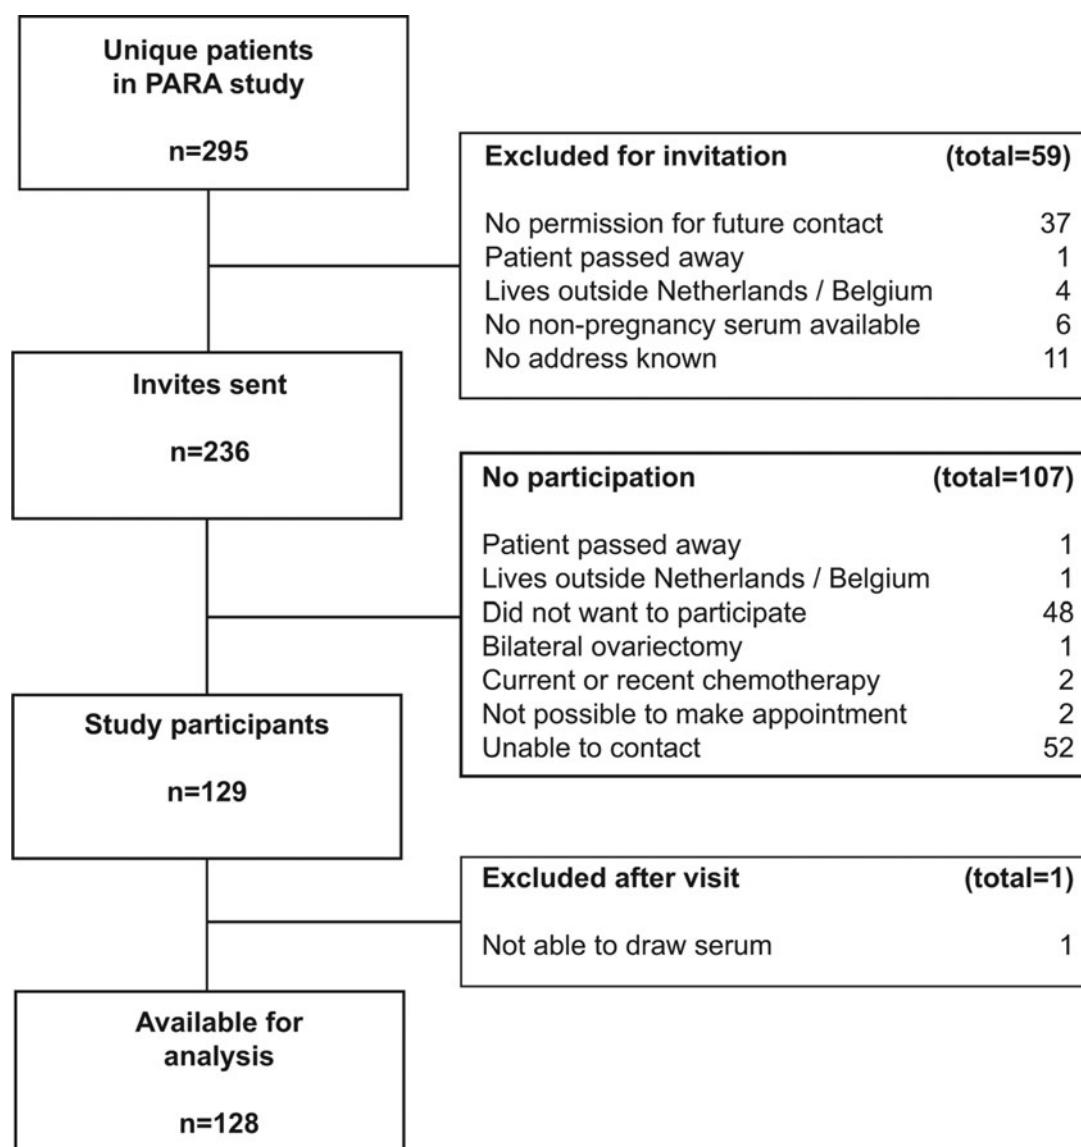 Unique patients
in PARA study
n=295
Excluded for invitation (total=59)
No permission for future contact 37
Patient passed away 1
Lives outside Netherlands / Belgium 4
No non-pregnancy serum available 6
No address known 11
Invites sent
n=236
No participation (total=107)
Patient passed away 1
Lives outside Netherlands / Belgium 1
Did not want to participate 48
Bilateral ovariectomy 1
Current or recent chemotherapy 2
Not possible to make appointment 2
Unable to contact 52
Study participants
n=129
Excluded after visit (total=1)
Not able to draw serum 1
Available for
analysis
n=128